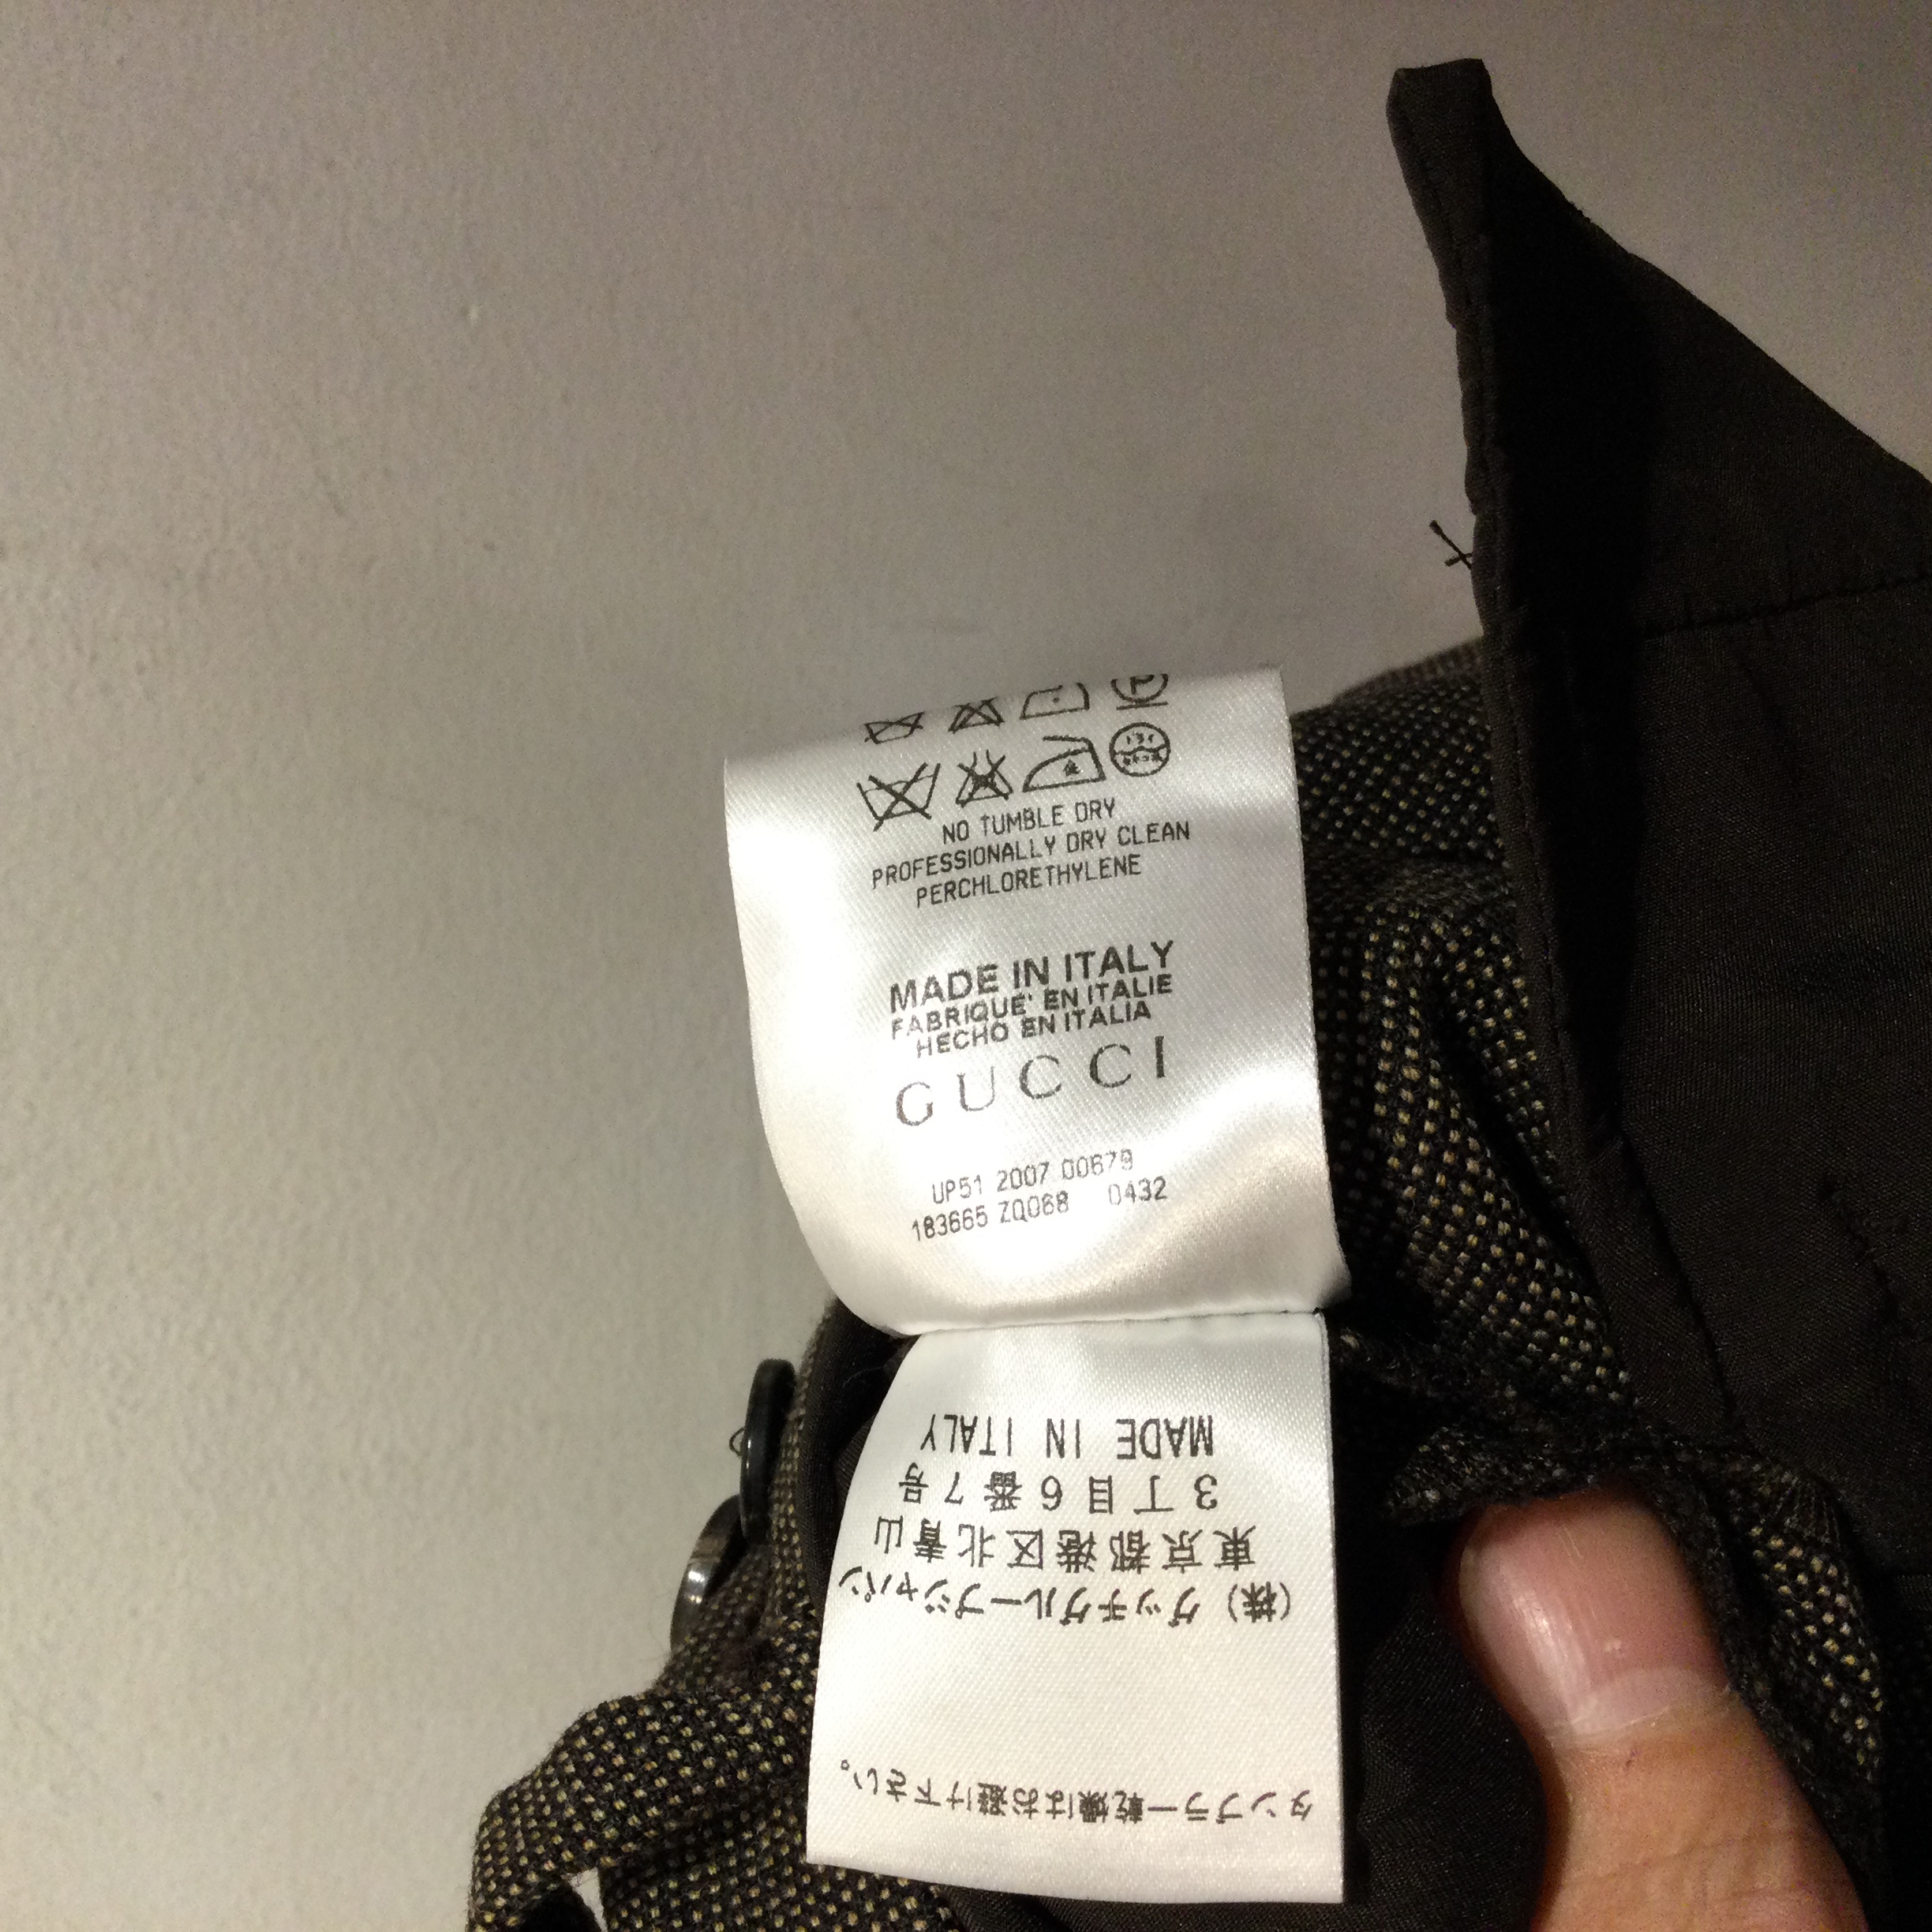 NO TUMBLE DRY
PROFESSIONALLY DRY CLEAN
PERCHLORETHYLENE
MADE IN ITALY
FABRIQUE' EN ITALIE
HECHO EN ITALIA
GUCCI
UP51 2007 00679
183665 ZQ068 0432
タンブラー乾燥はお避け下さい。
(株) グッチグループジャパン
東京都港区北青山
3丁目6番7号
MADE IN ITALY